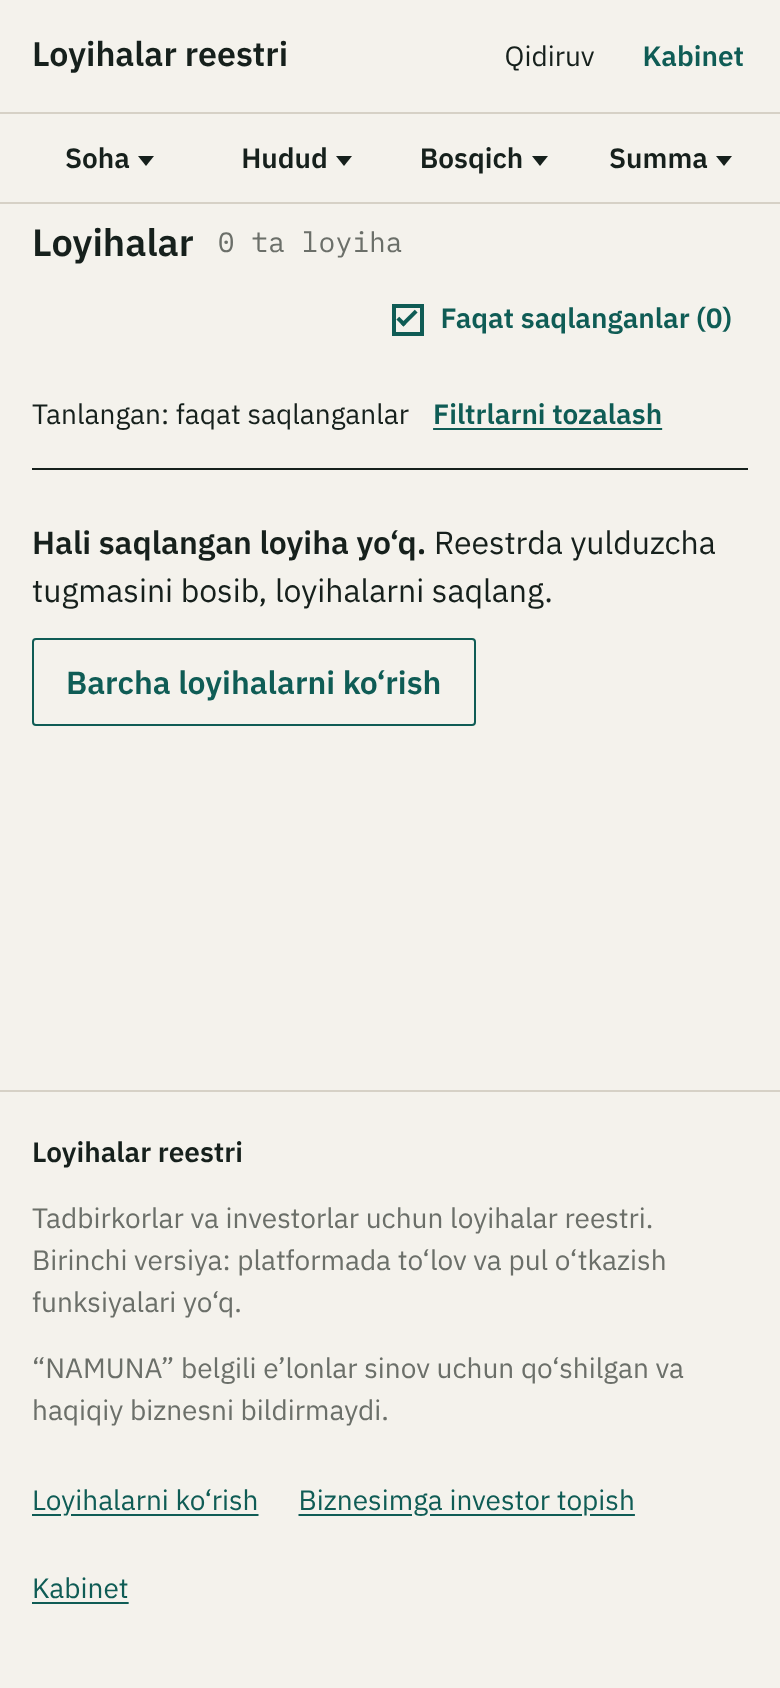 Loyihalar reestri
Qidiruv
Kabinet
Soha
Hudud
Bosqich
Summa
Loyihalar 0 ta loyiha
Faqat saqlanganlar (0)
Tanlangan: faqat saqlanganlar Filtrlarni tozalash
Hali saqlangan loyiha yo‘q. Reestrda yulduzcha
tugmasini bosib, loyihalarni saqlang.
Barcha loyihalarni ko‘rish
Loyihalar reestri
Tadbirkorlar va investorlar uchun loyihalar reestri.
Birinchi versiya: platformada to‘lov va pul o‘tkazish
funksiyalari yo‘q.
“NAMUNA” belgili e’lonlar sinov uchun qo‘shilgan va
haqiqiy biznesni bildirmaydi.
Loyihalarni ko‘rish Biznesimga investor topish
Kabinet